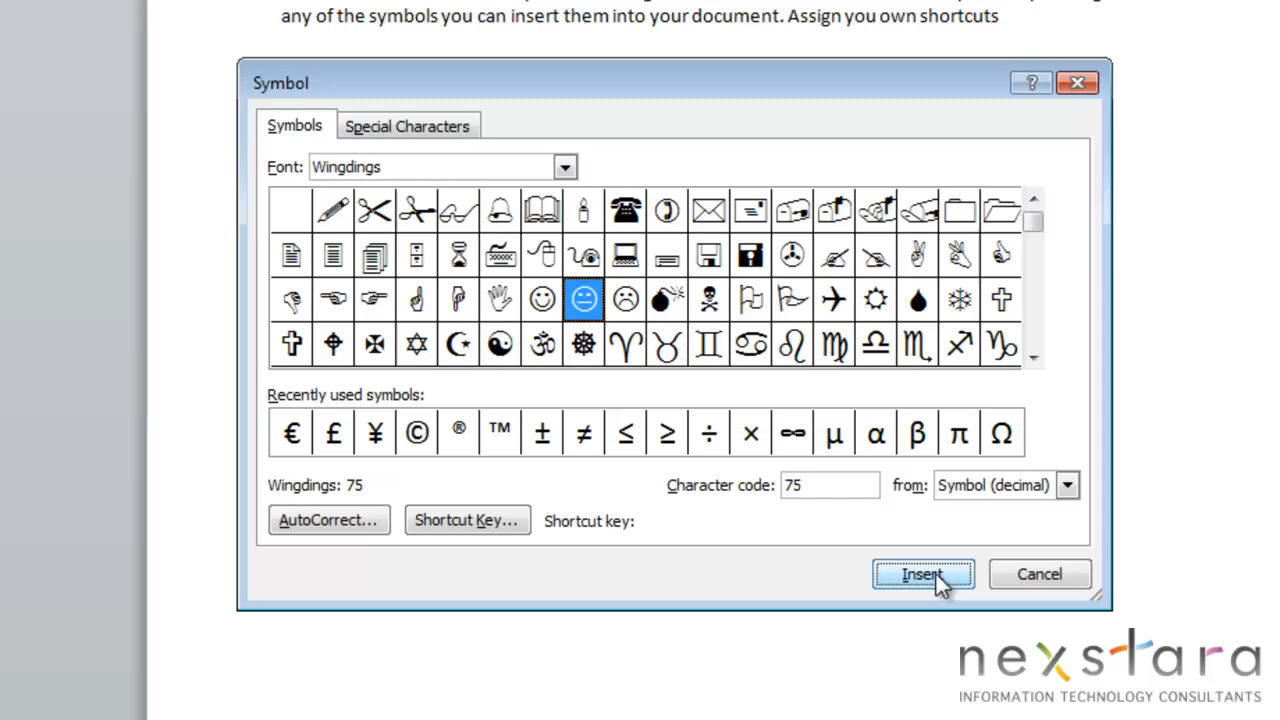 any of the symbols you can insert them into your document. Assign you own shortcuts
Symbol
Symbols Special Characters
Font: Wingdings
Recently used symbols:
€ £ ¥ © ® ™ ± ≠ ≤ ≥ ÷ × ∞ µ α β π Ω
Wingdings: 75 Character code: 75 from: Symbol (decimal)
AutoCorrect... Shortcut Key... Shortcut key:
Insert Cancel
nexstara
INFORMATION TECHNOLOGY CONSULTANTS